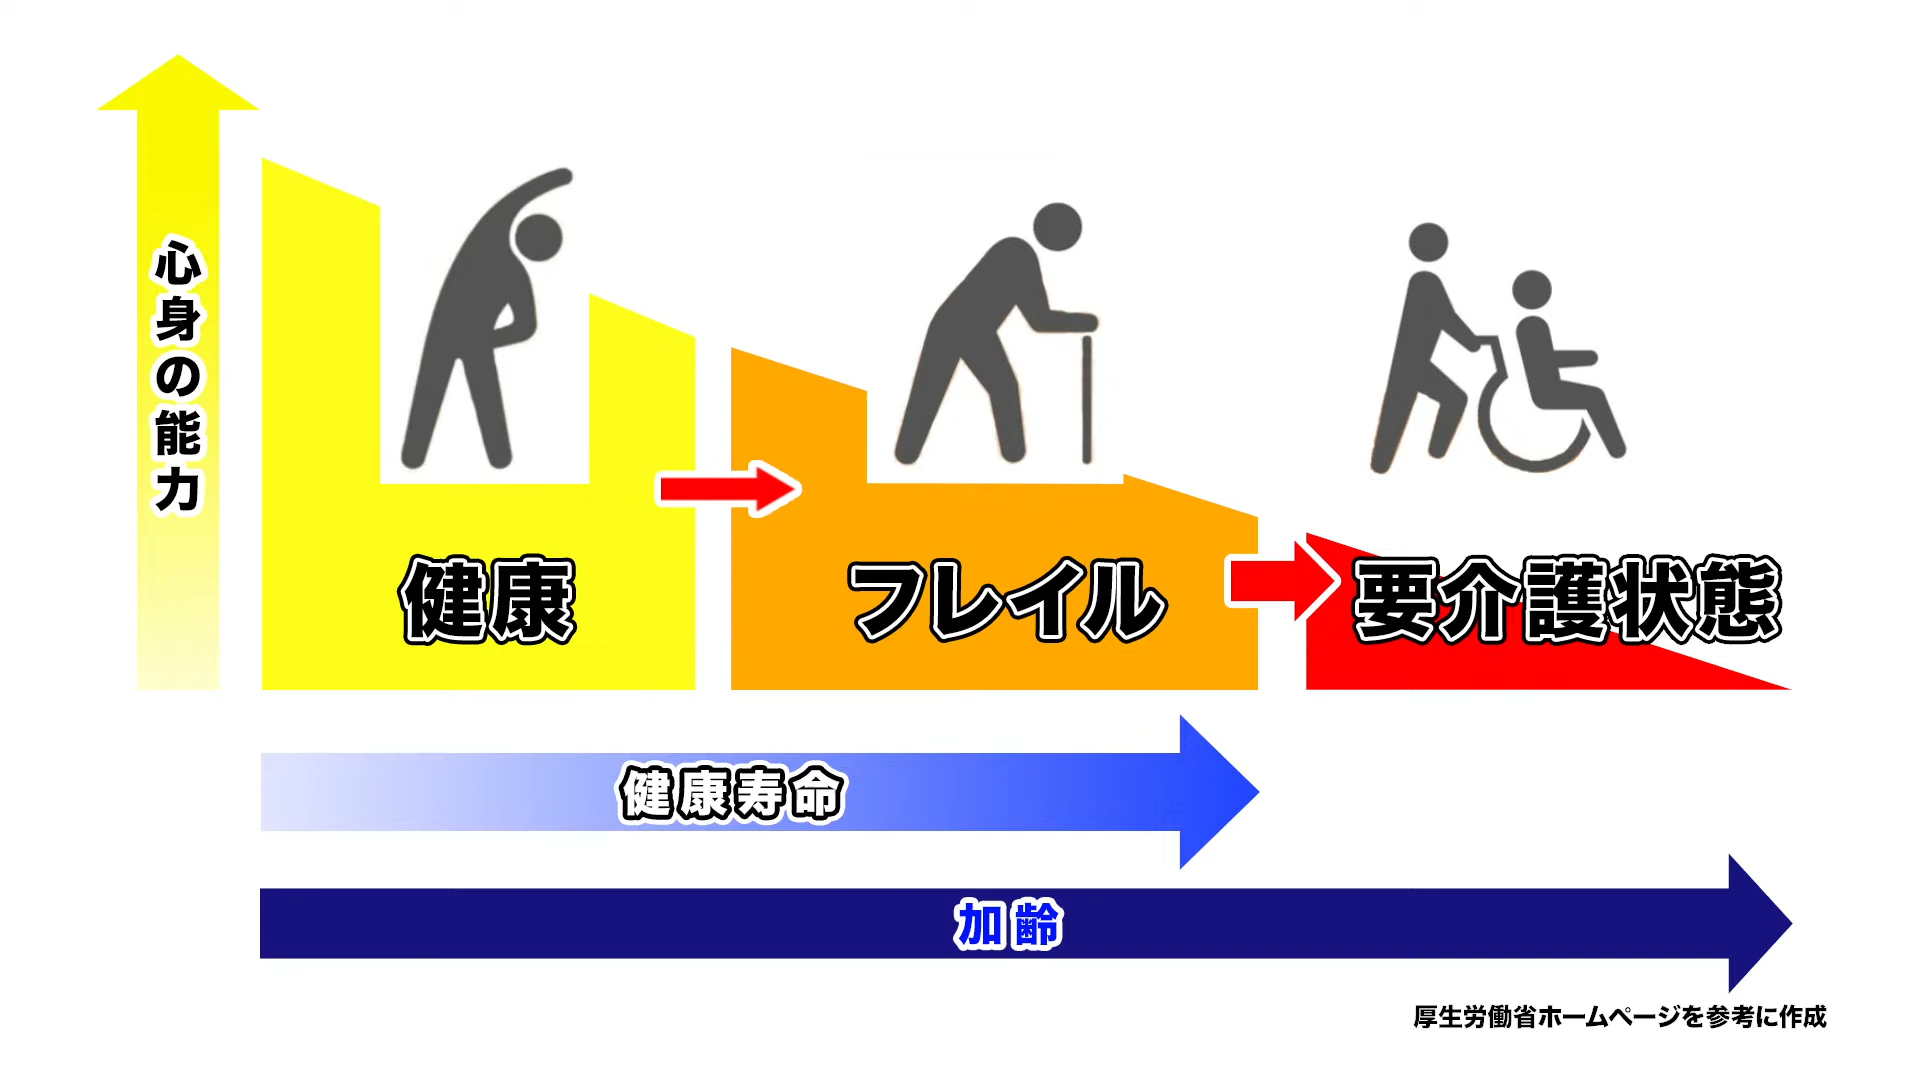 心身の能力
健康
フレイル
要介護状態
健康寿命
加齢
厚生労働省ホームページを参考に作成